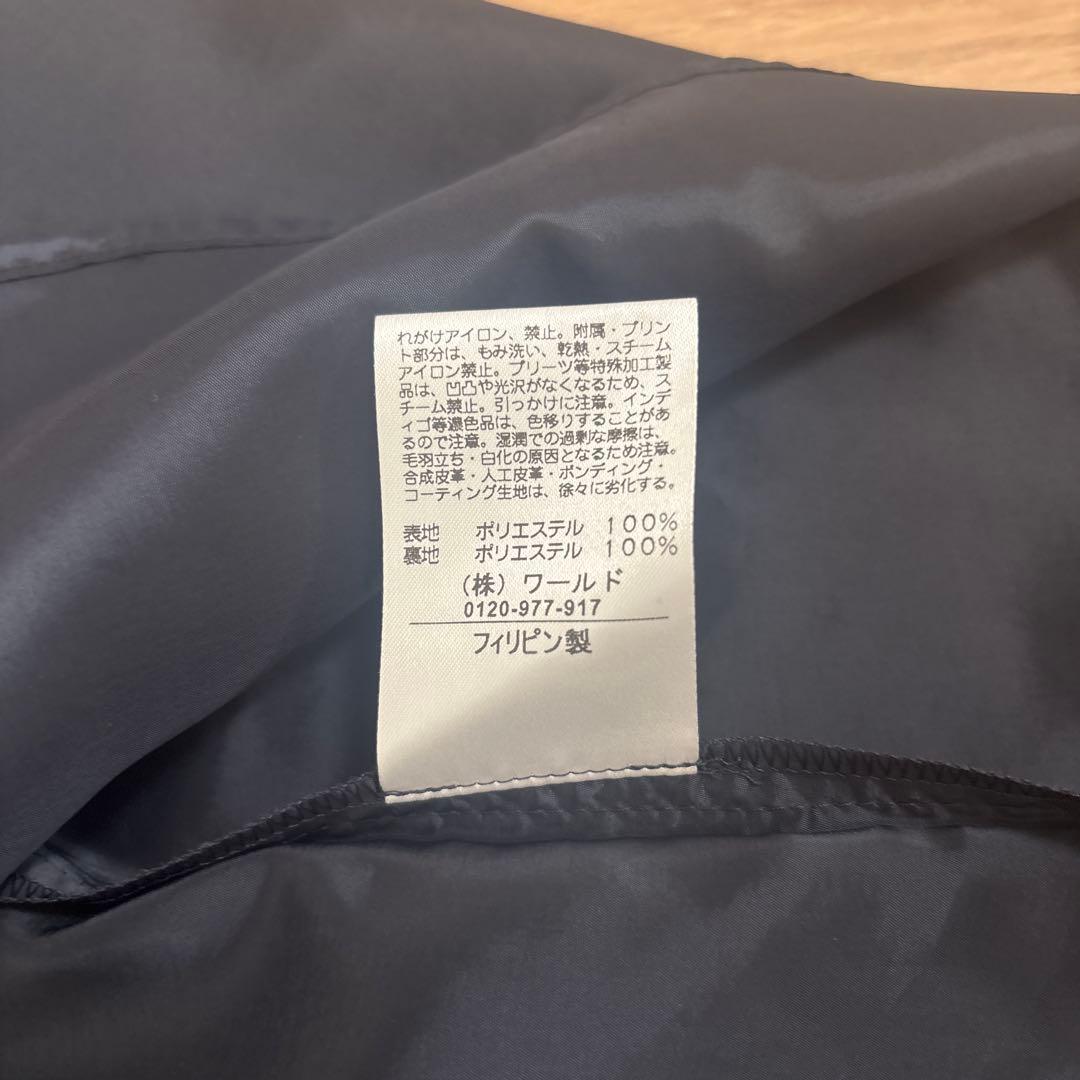 れがけアイロン、禁止。附属・プリン
ト部分は、もみ洗い、乾熱・スチーム
アイロン禁止。プリーツ等特殊加工製
品は、凹凸や光沢がなくなるため、ス
チーム禁止。引っかけに注意。インデ
ィゴ等濃色品は、色移りすることがあ
るので注意。湿潤での過剰な摩擦は、
毛羽立ち・白化の原因となるため注意。
合成皮革・人工皮革・ボンディング・
コーティング生地は、徐々に劣化する。
表地 ポリエステル 100%
裏地 ポリエステル 100%
(株) ワールド
0120-977-917
フィリピン製